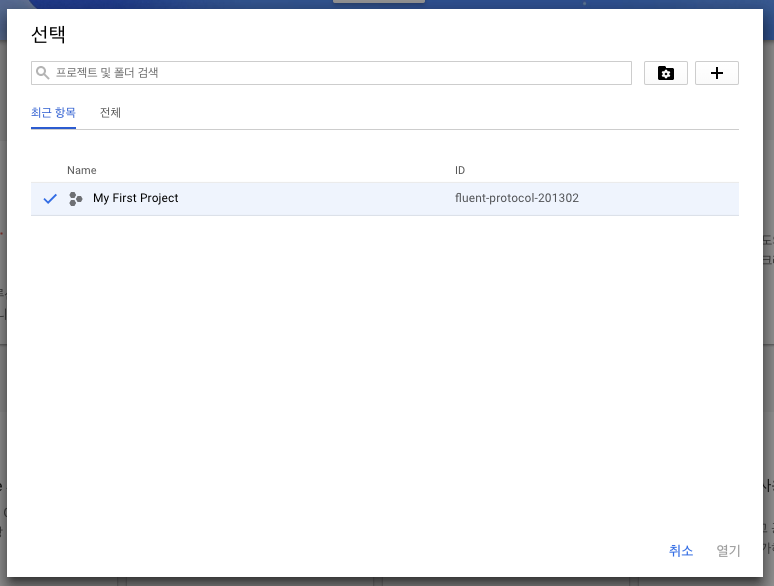 선택
프로젝트 및 폴더 검색
최근 항목 전체
Name ID
My First Project fluent-protocol-201302
취소 열기